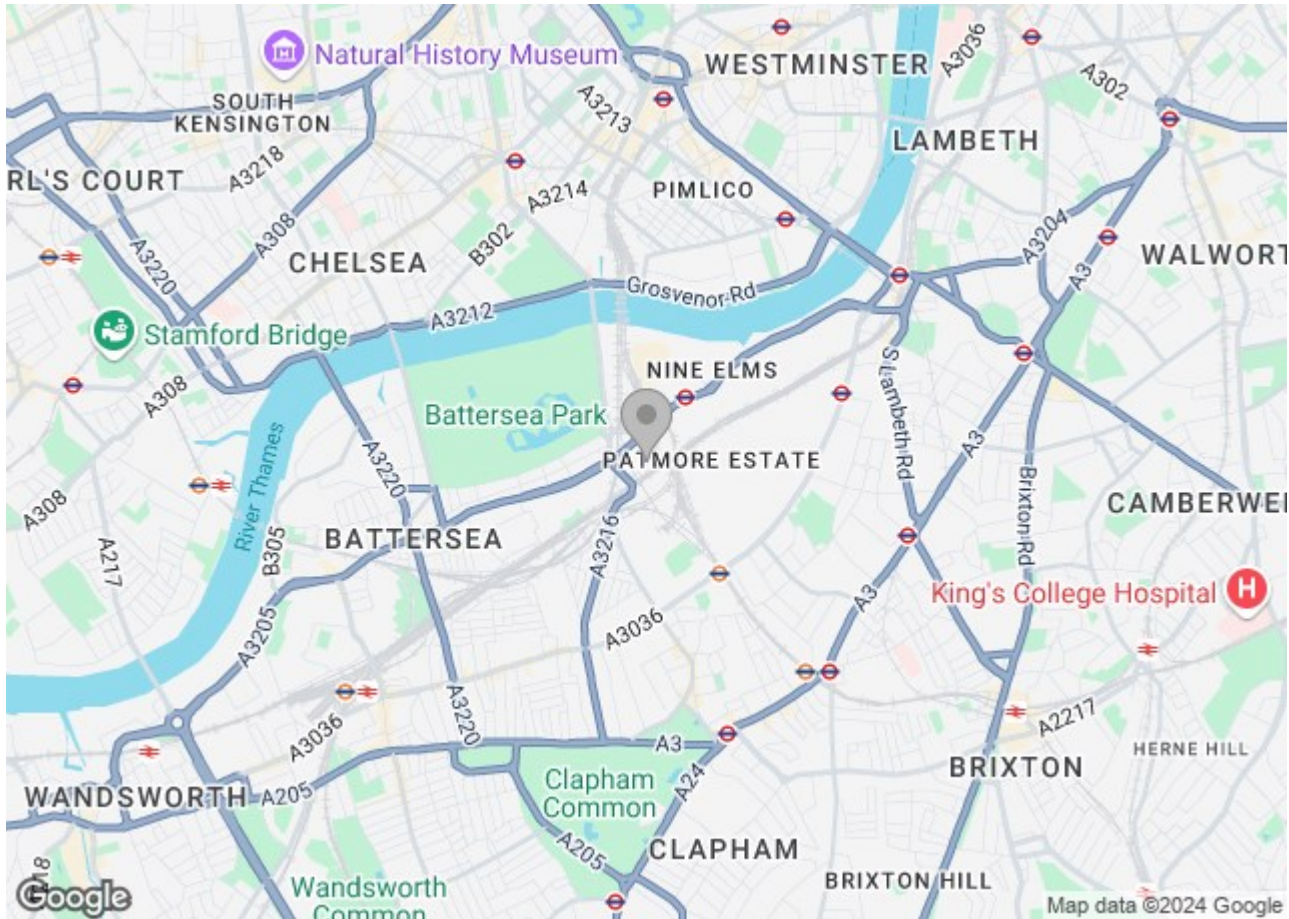 Natural History Museum
WESTMINSTER
A3036
A302
SOUTH
KENSINGTON
A3213
LAMBETH
A3218
RL'S COURT
A3214
PIMLICO
A308
B302
A3204
A3220
CHELSEA
A3
WALWORT
Grosvenor Rd
A3212
Stamford Bridge
A308
NINE ELMS
S Lambeth Rd
Battersea Park
A3220
PATMORE ESTATE
A3
River Thames
Brixton Rd
A308
CAMBERWEL
A217
B305
BATTERSEA
A3216
King's College Hospital
H
A3
A3205
A3036
A3220
A3036
A2217
A3
HERNE HILL
BRIXTON
WANDSWORTH
A205
Clapham
Common
A24
A205
CLAPHAM
BRIXTON HILL
Wandsworth
Common
Google
Map data ©2024 Google